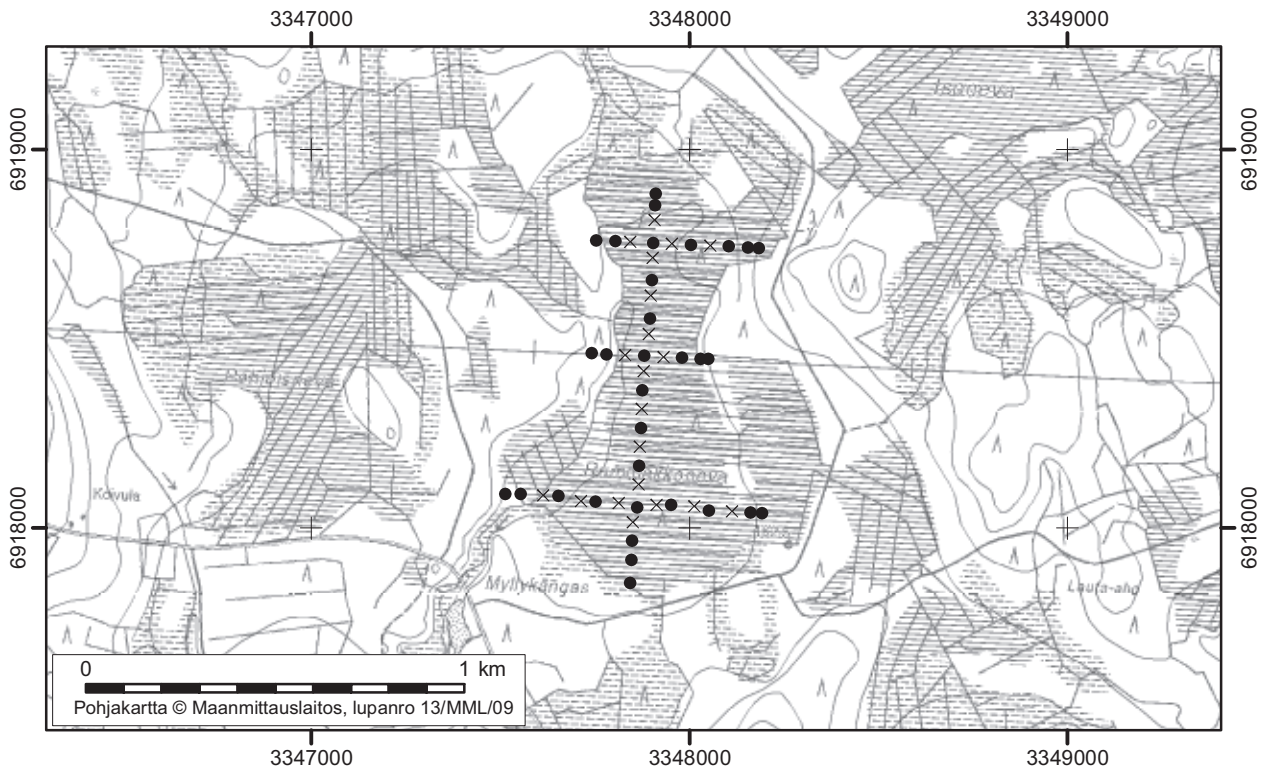 3347000 3348000 3349000
6919000 6919000
Isoneva
Koivula
6918000 6918000
Myllykangas
Lauta-aho
0 1 km
Pohjakartta © Maanmittauslaitos, lupanro 13/MML/09
3347000 3348000 3349000